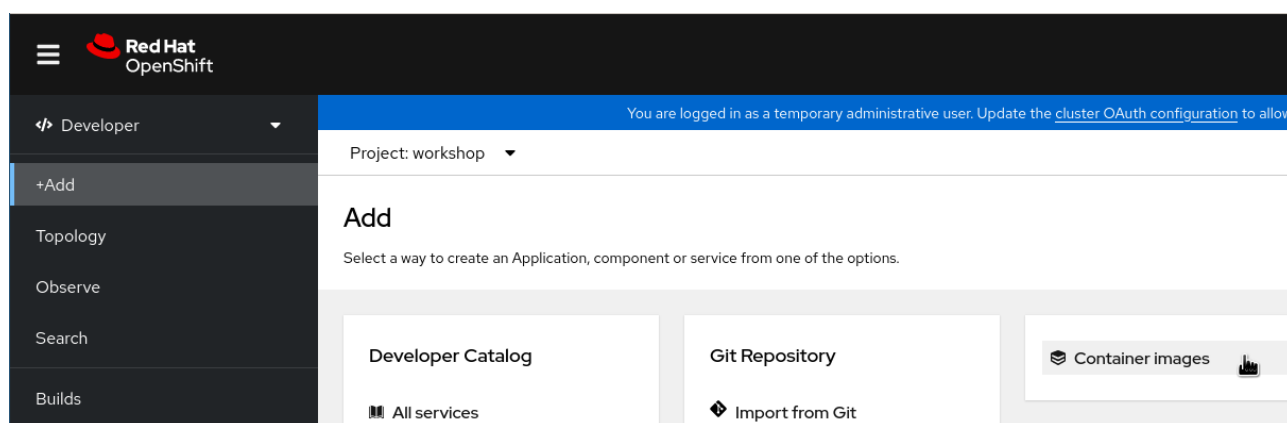 Red Hat
OpenShift
Developer
You are logged in as a temporary administrative user. Update the cluster OAuth configuration to allow
Project: workshop
+Add
Add
Topology
Select a way to create an Application, component or service from one of the options.
Observe
Search
Developer Catalog
Git Repository
Container images
Builds
All services
Import from Git